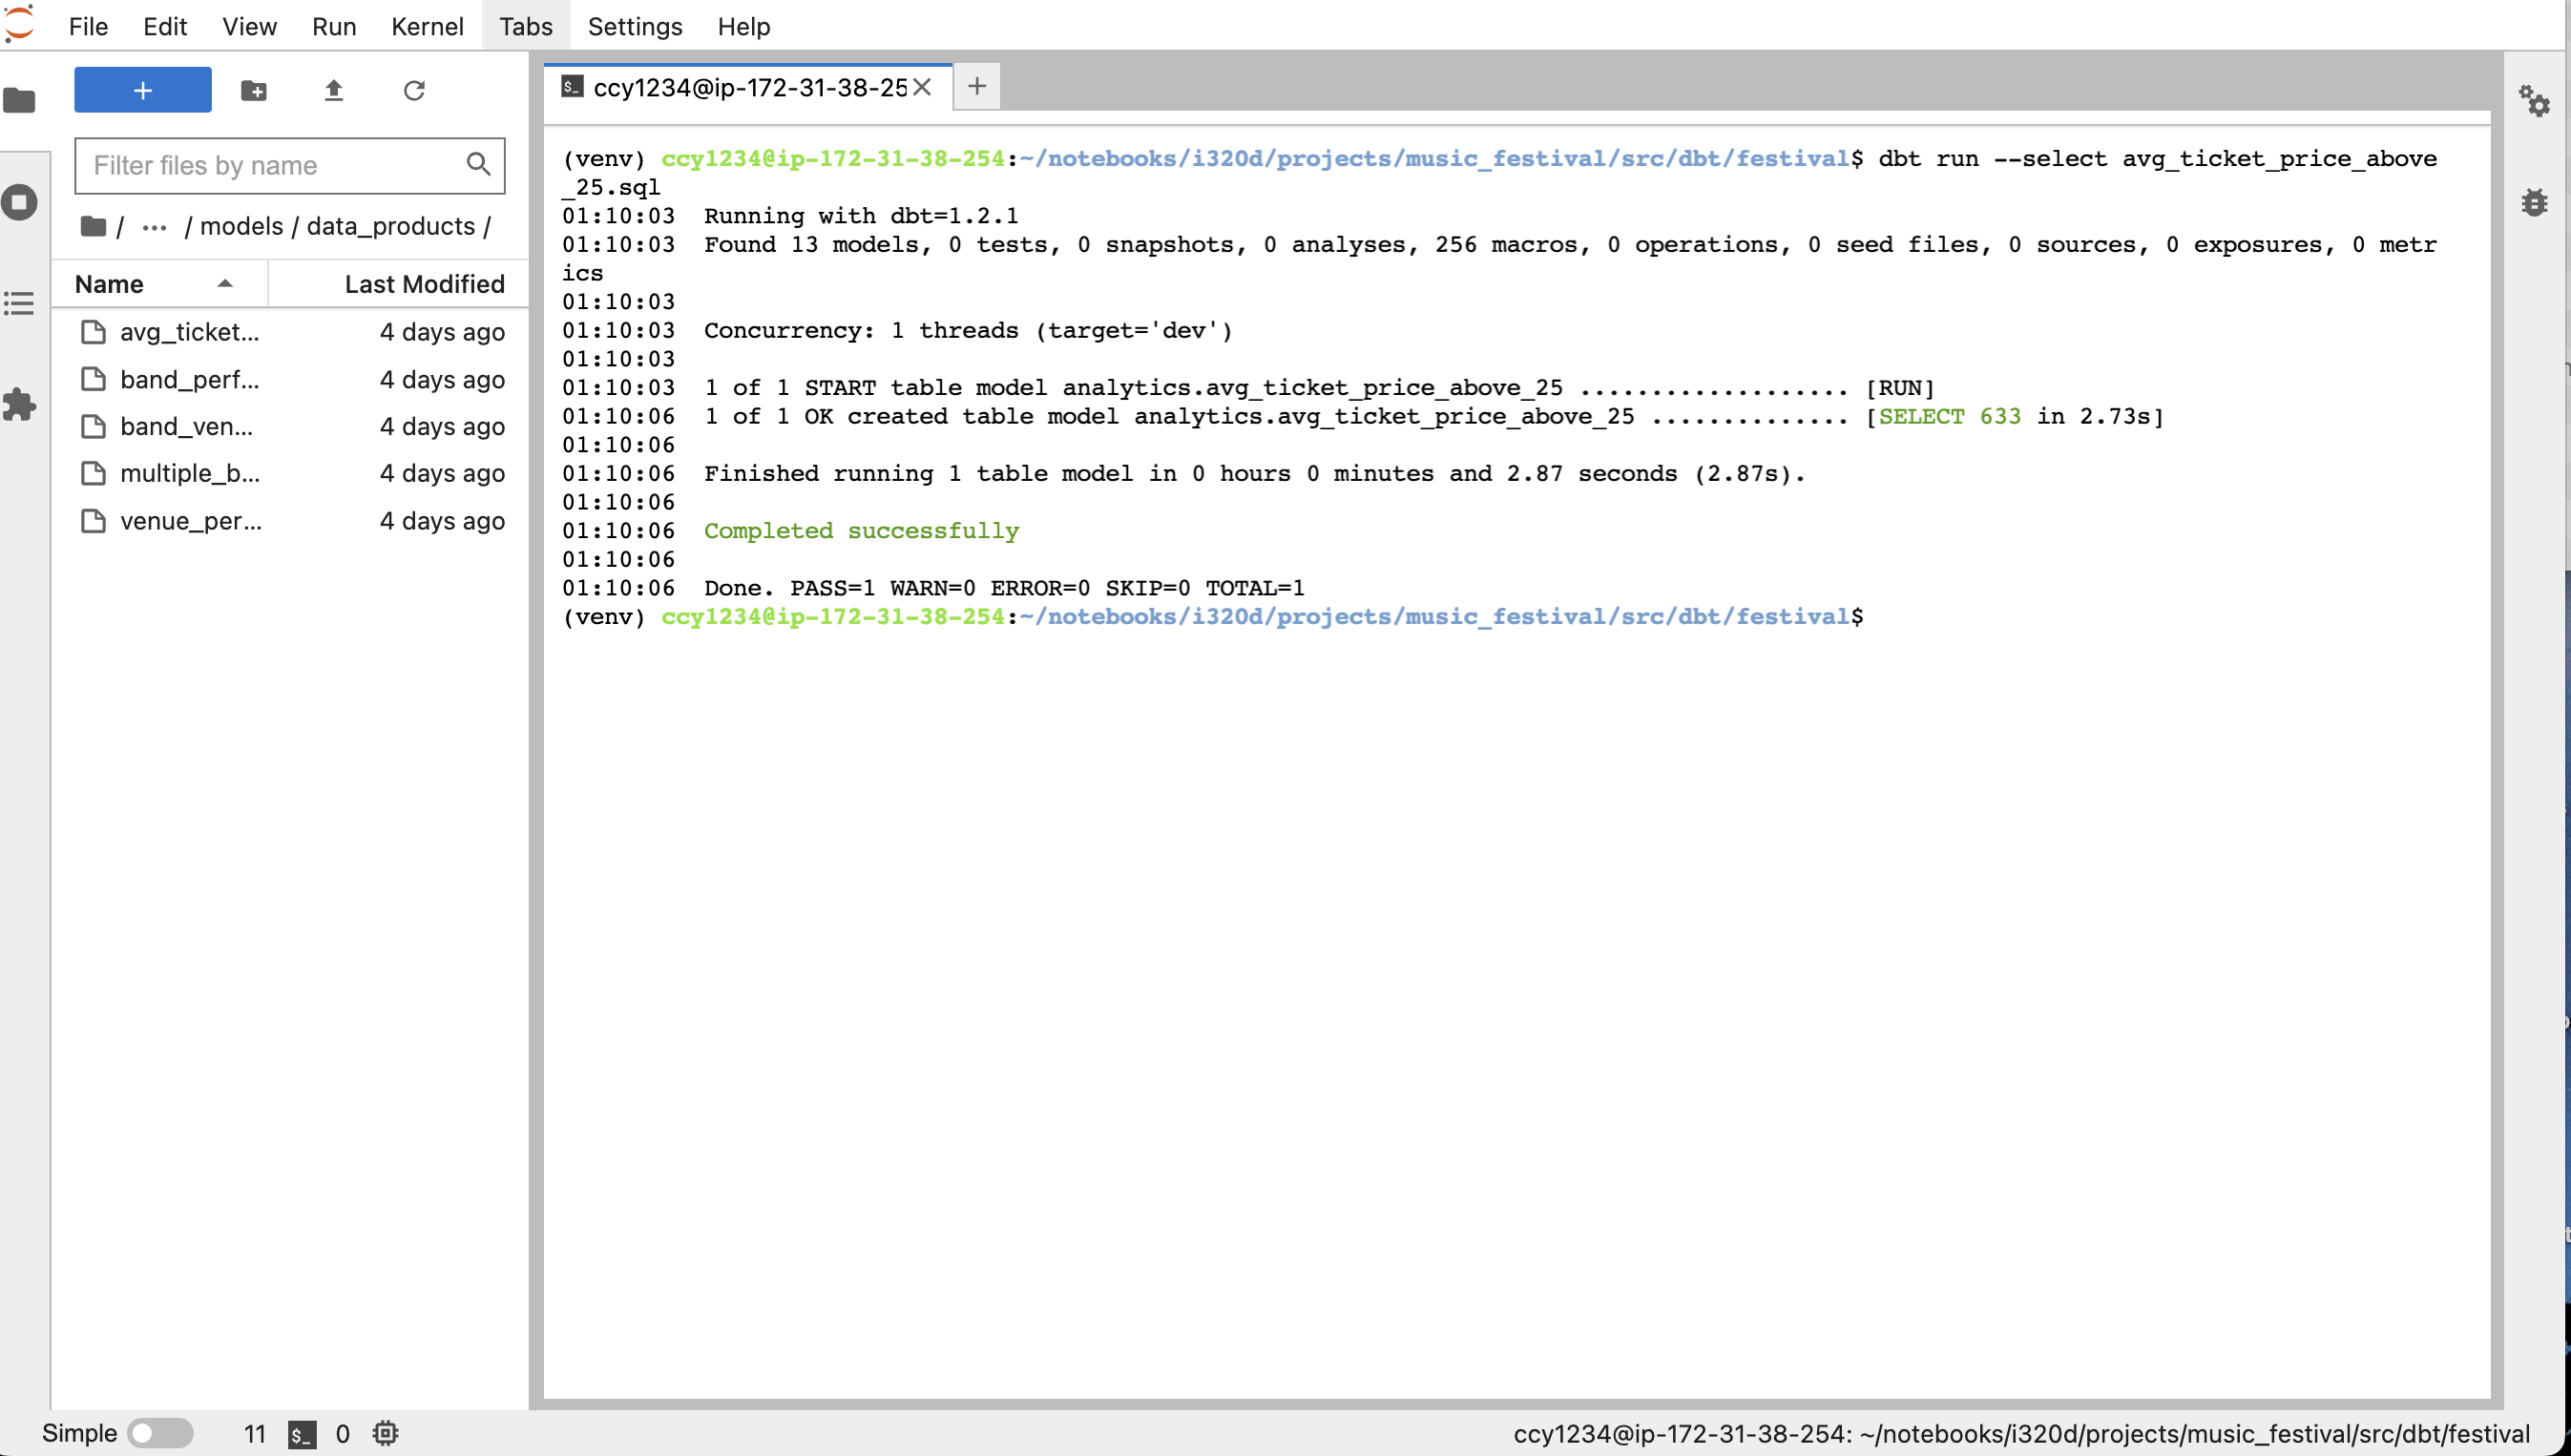 File Edit View Run Kernel Tabs Settings Help
+
Filter files by name
/ ··· / models / data_products /
Name Last Modified
avg_ticket... 4 days ago
band_perf... 4 days ago
band_ven... 4 days ago
multiple_b... 4 days ago
venue_per... 4 days ago
$_ ccy1234@ip-172-31-38-25 × +
(venv) ccy1234@ip-172-31-38-254:~/notebooks/i320d/projects/music_festival/src/dbt/festival$ dbt run --select avg_ticket_price_above
_25.sql
01:10:03  Running with dbt=1.2.1
01:10:03  Found 13 models, 0 tests, 0 snapshots, 0 analyses, 256 macros, 0 operations, 0 seed files, 0 sources, 0 exposures, 0 metr
ics
01:10:03
01:10:03  Concurrency: 1 threads (target='dev')
01:10:03
01:10:03  1 of 1 START table model analytics.avg_ticket_price_above_25 ................... [RUN]
01:10:06  1 of 1 OK created table model analytics.avg_ticket_price_above_25 .............. [SELECT 633 in 2.73s]
01:10:06
01:10:06  Finished running 1 table model in 0 hours 0 minutes and 2.87 seconds (2.87s).
01:10:06
01:10:06  Completed successfully
01:10:06
01:10:06  Done. PASS=1 WARN=0 ERROR=0 SKIP=0 TOTAL=1
(venv) ccy1234@ip-172-31-38-254:~/notebooks/i320d/projects/music_festival/src/dbt/festival$
Simple 11 $_ 0 ccy1234@ip-172-31-38-254: ~/notebooks/i320d/projects/music_festival/src/dbt/festival